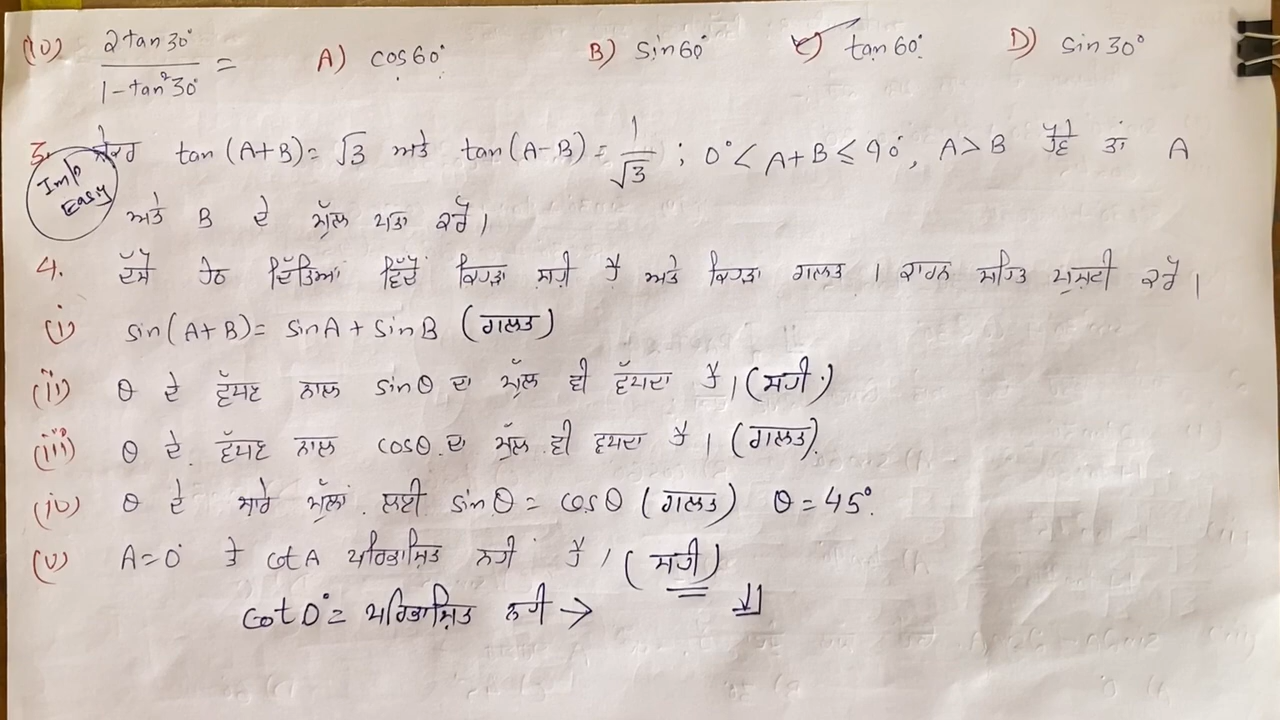 (iv) 2tan30°/1-tan²30° = A) cos60° B) Sin60° C) tan60° D) Sin30°
3. ਜੇਕਰ tan(A+B)= √3 ਅਤੇ tan(A-B) = 1/√3 ; 0°< A+B ≤ 90°, A>B ਤਾਂ A
Imp Easy
ਅਤੇ B ਦੇ ਮੁੱਲ ਪਤਾ ਕਰੋ।
4. ਦੱਸੋ ਹੇਠ ਦਿੱਤਿਆਂ ਵਿੱਚੋਂ ਕਿਹੜਾ ਸਹੀ ਹੈ ਅਤੇ ਕਿਹੜਾ ਗਲਤ। ਕਾਰਨ ਸਹਿਤ ਪੁਸ਼ਟੀ ਕਰੋ।
(i) sin(A+B)= sinA + sinB (ਗਲਤ)
(ii) θ ਦੇ ਵੱਧਣ ਨਾਲ sinθ ਦਾ ਮੁੱਲ ਵੀ ਵੱਧਦਾ ਹੈ।(ਸਹੀ)
(iii) θ ਦੇ ਵੱਧਣ ਨਾਲ cosθ ਦਾ ਮੁੱਲ ਵੀ ਵਧਦਾ ਹੈ। (ਗਲਤ)
(iv) θ ਦੇ ਸਾਰੇ ਮੁੱਲਾਂ ਲਈ sinθ = cosθ (ਗਲਤ) θ = 45°
(v) A=0° ਤੇ cotA ਪਰਿਭਾਸ਼ਿਤ ਨਹੀਂ ਹੈ। (ਸਹੀ)
Cot0° = ਪਰਿਭਾਸ਼ਿਤ ਨਹੀ →